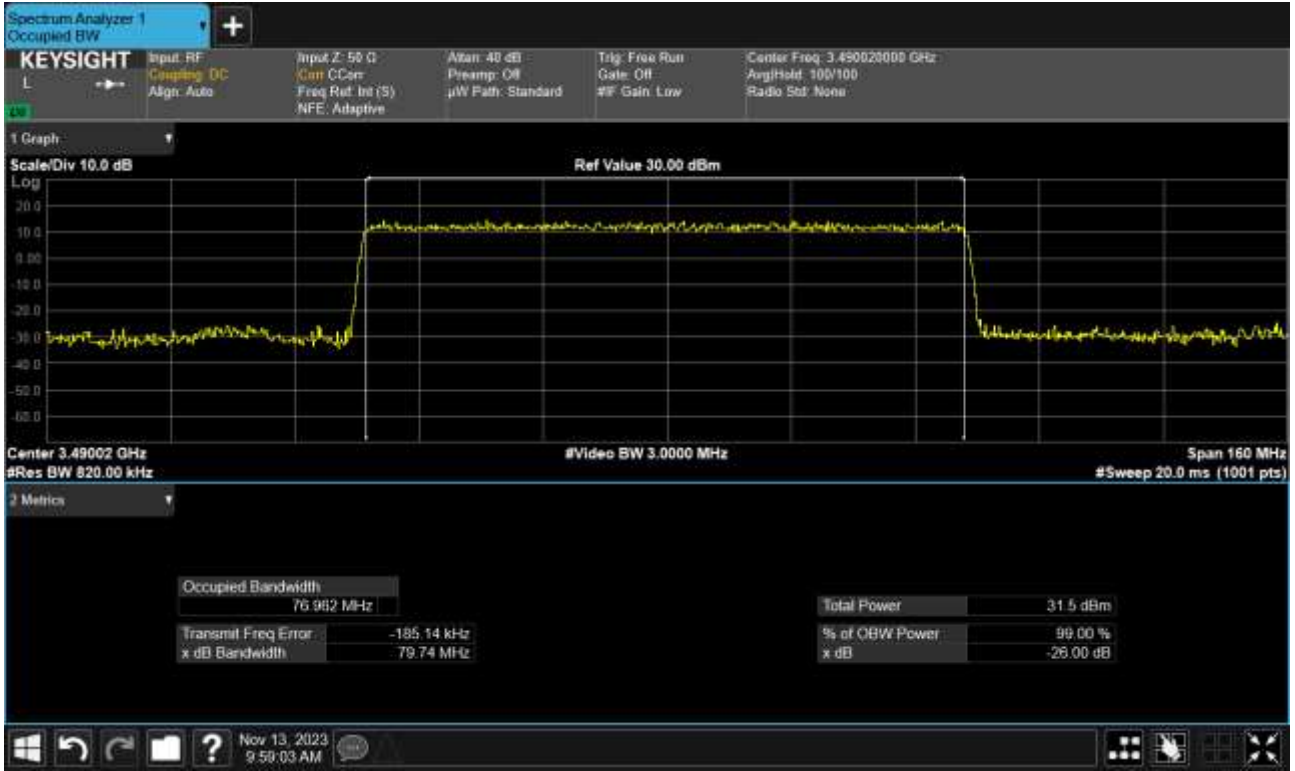 Spectrum Analyzer 1
Occupied BW
+
KEYSIGHT
L
Input: RF
Coupling: DC
Align: Auto
Input Z: 50 Ω
Corr CCorr
Freq Ref: Int (S)
NFE: Adaptive
Atten: 40 dB
Preamp: Off
µW Path: Standard
Trig: Free Run
Gate: Off
#IF Gain: Low
Center Freq: 3.490020000 GHz
Avg|Hold: 100/100
Radio Std: None
1 Graph
Scale/Div 10.0 dB
Ref Value 30.00 dBm
Log
20.0
10.0
0.00
-10.0
-20.0
-30.0
-40.0
-50.0
-60.0
Center 3.49002 GHz
#Video BW 3.0000 MHz
Span 160 MHz
#Res BW 820.00 kHz
#Sweep 20.0 ms (1001 pts)
2 Metrics
Occupied Bandwidth
76.962 MHz
Total Power 31.5 dBm
Transmit Freq Error -185.14 kHz
% of OBW Power 99.00 %
x dB Bandwidth 79.74 MHz
x dB -26.00 dB
?
Nov 13, 2023
9:59:03 AM